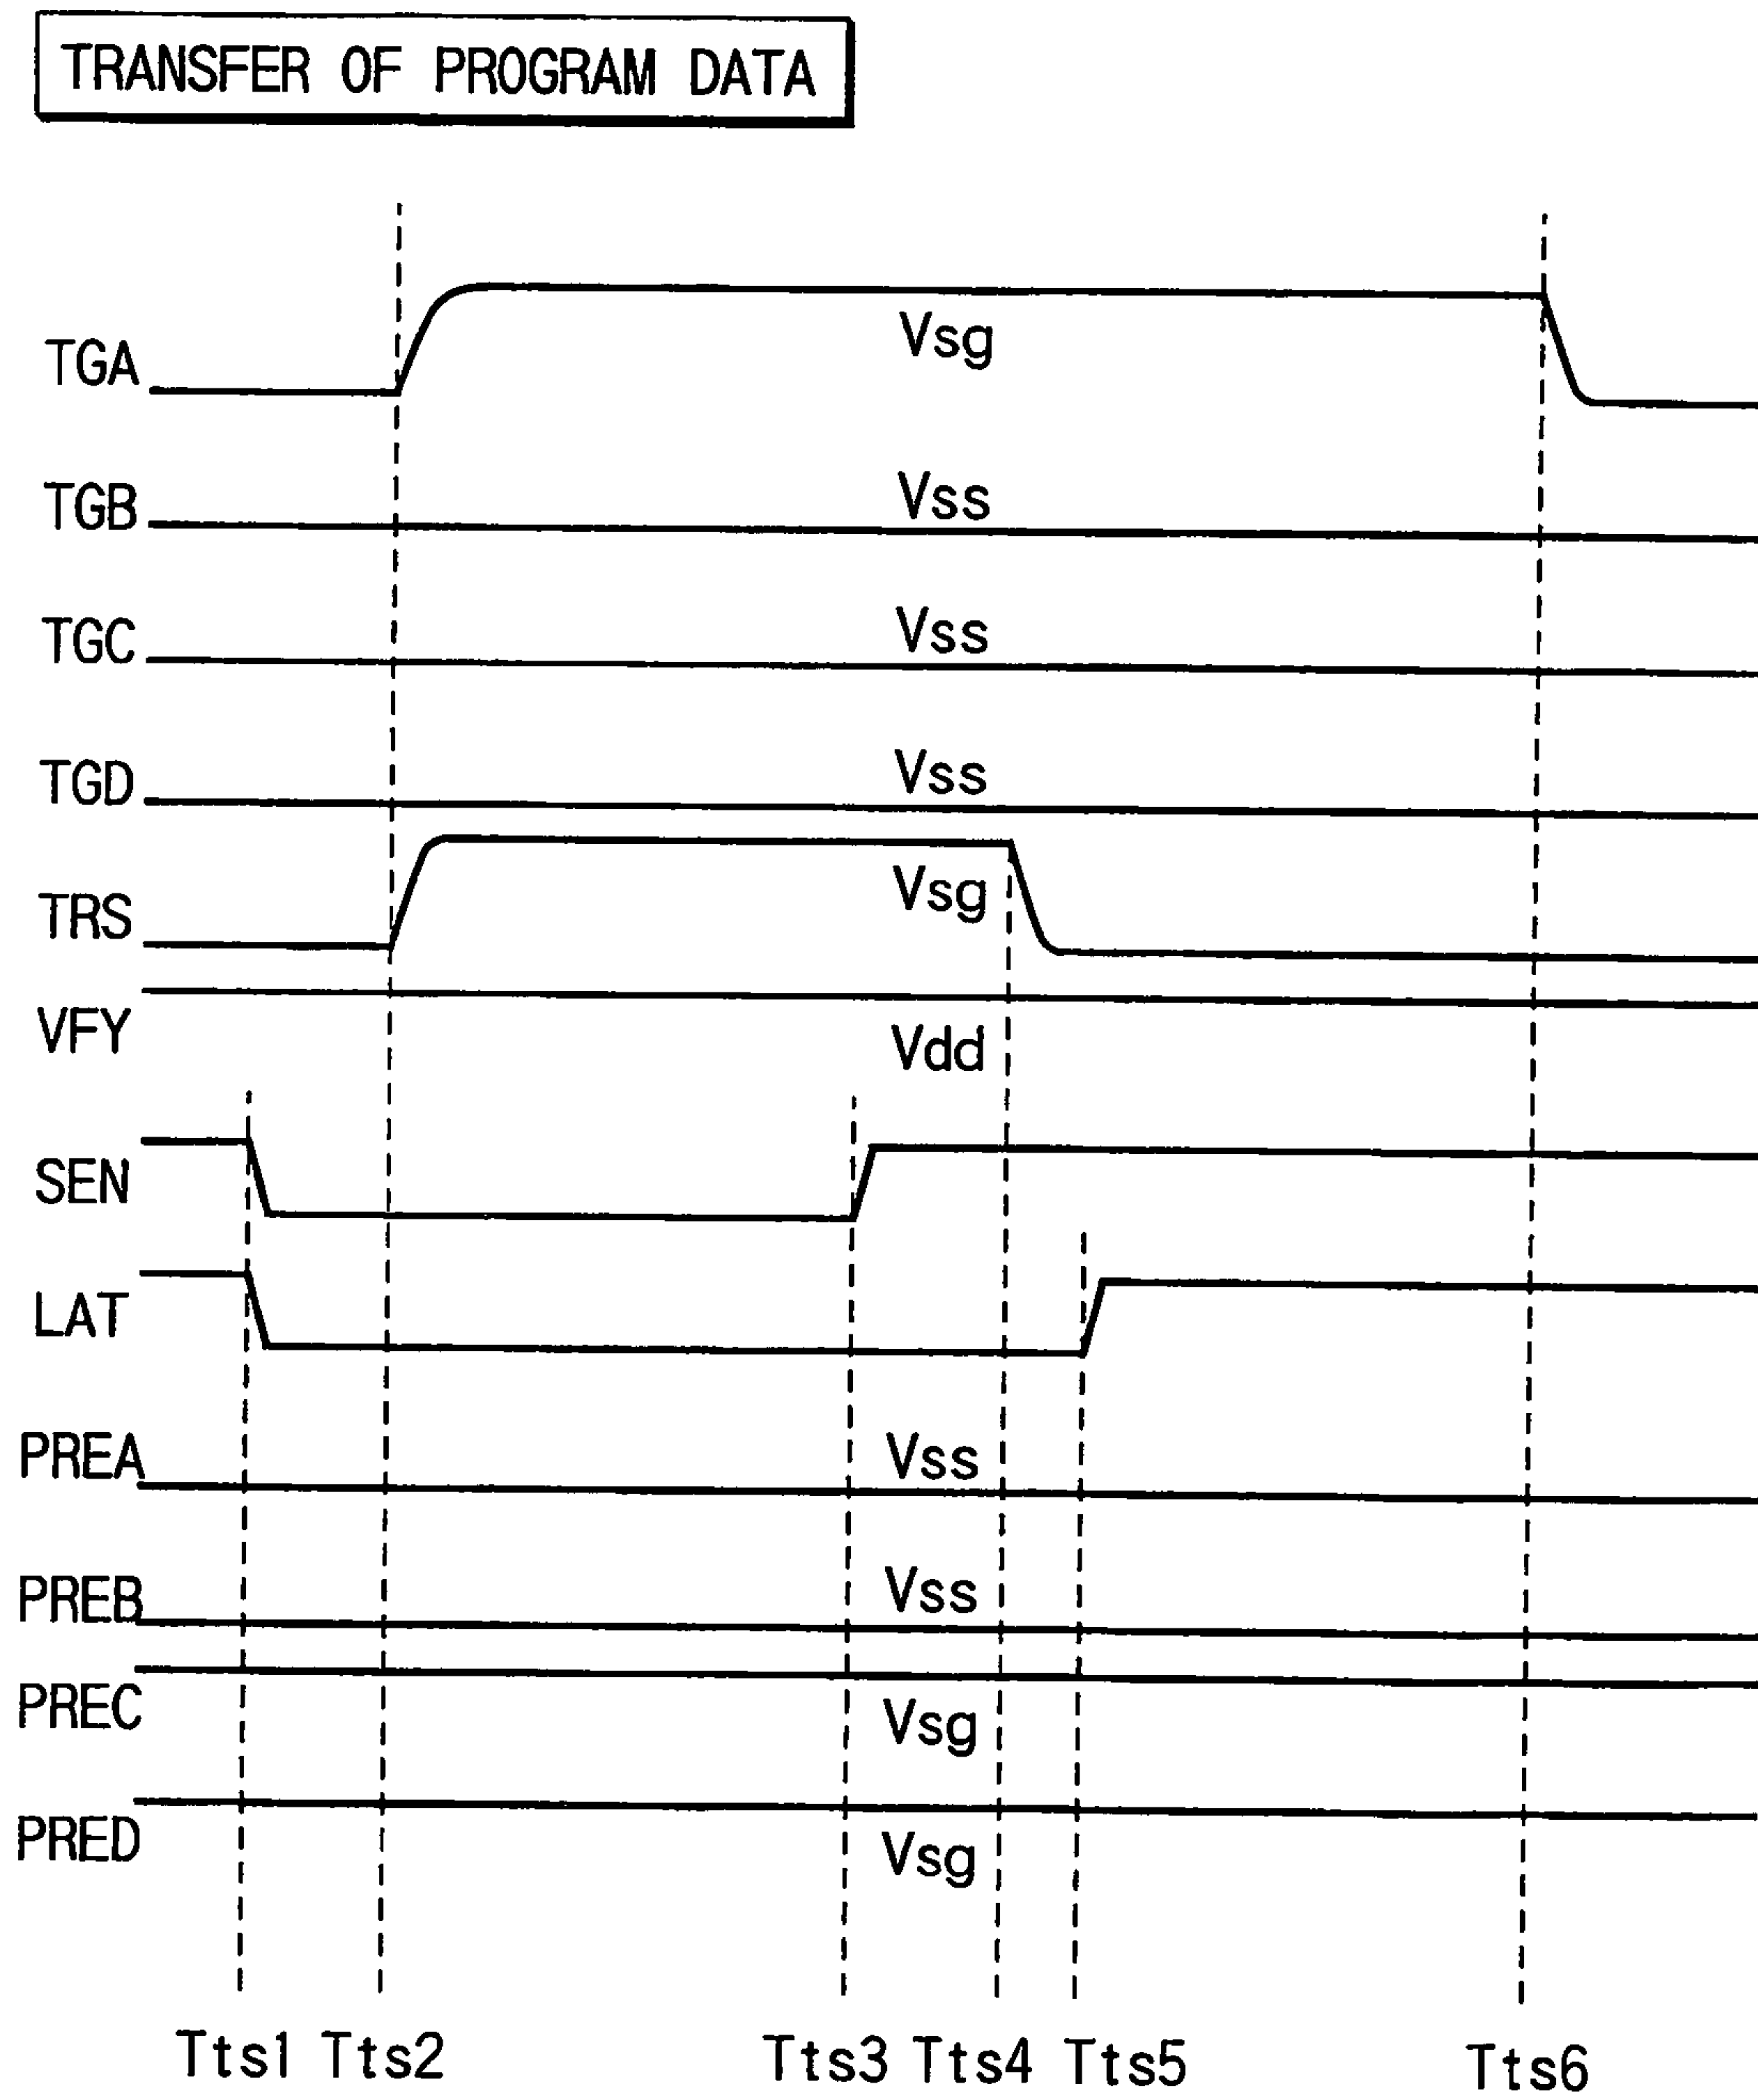 TRANSFER OF PROGRAM DATA
TGA Vsg
TGB Vss
TGC Vss
TGD Vss
TRS Vsg
VFY Vdd
SEN
LAT
PREA Vss
PREB Vss
PREC Vsg
PRED Vsg
Tts1 Tts2 Tts3 Tts4 Tts5 Tts6